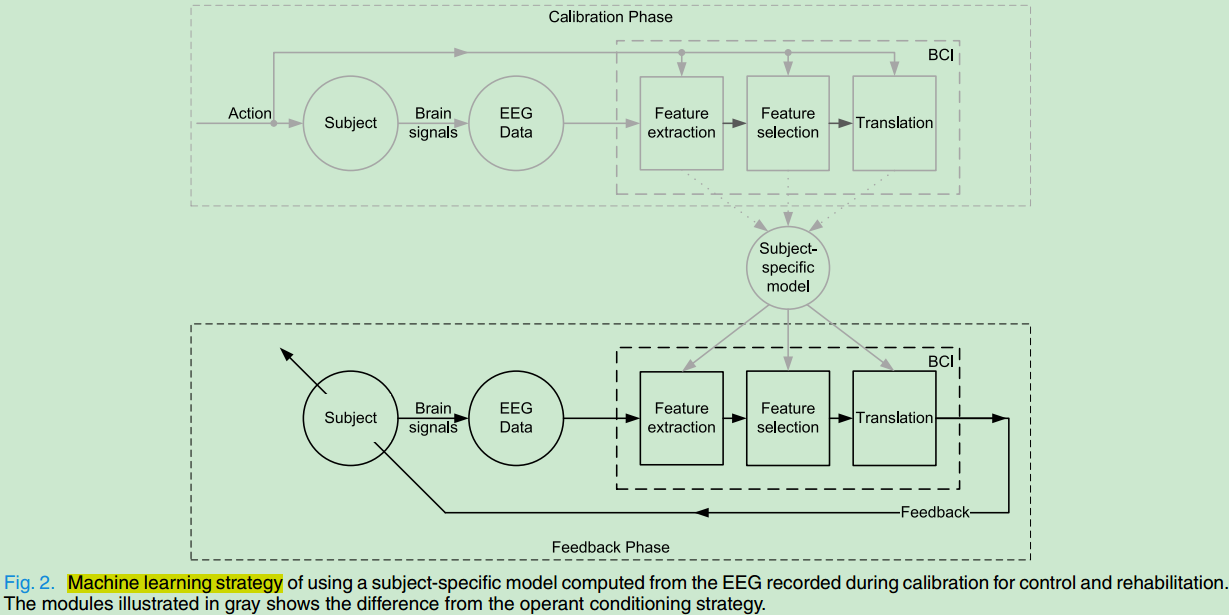 Calibration Phase
BCI
Action
Subject
Brain
signals
EEG
Data
Feature
extraction
Feature
selection
Translation
Subject-
specific
model
BCI
Subject
Brain
signals
EEG
Data
Feature
extraction
Feature
selection
Translation
Feedback
Feedback Phase
Fig. 2. Machine learning strategy of using a subject-specific model computed from the EEG recorded during calibration for control and rehabilitation.
The modules illustrated in gray shows the difference from the operant conditioning strategy.